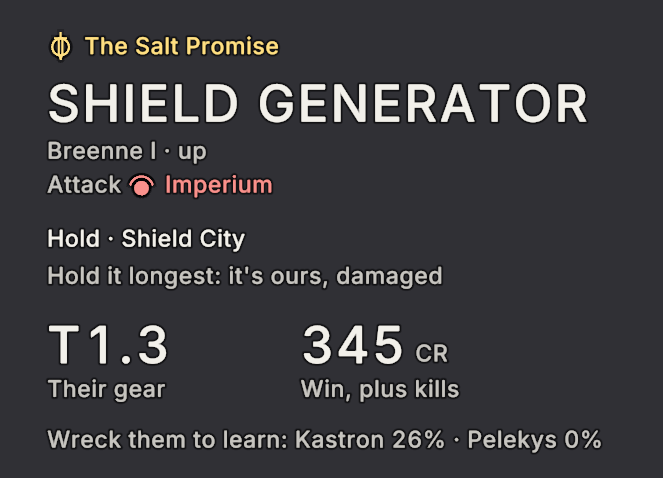 The Salt Promise
SHIELD GENERATOR
Breenne I · up
Attack Imperium
Hold · Shield City
Hold it longest: it's ours, damaged
T1.3 345 CR
Their gear Win, plus kills
Wreck them to learn: Kastron 26% · Pelekys 0%